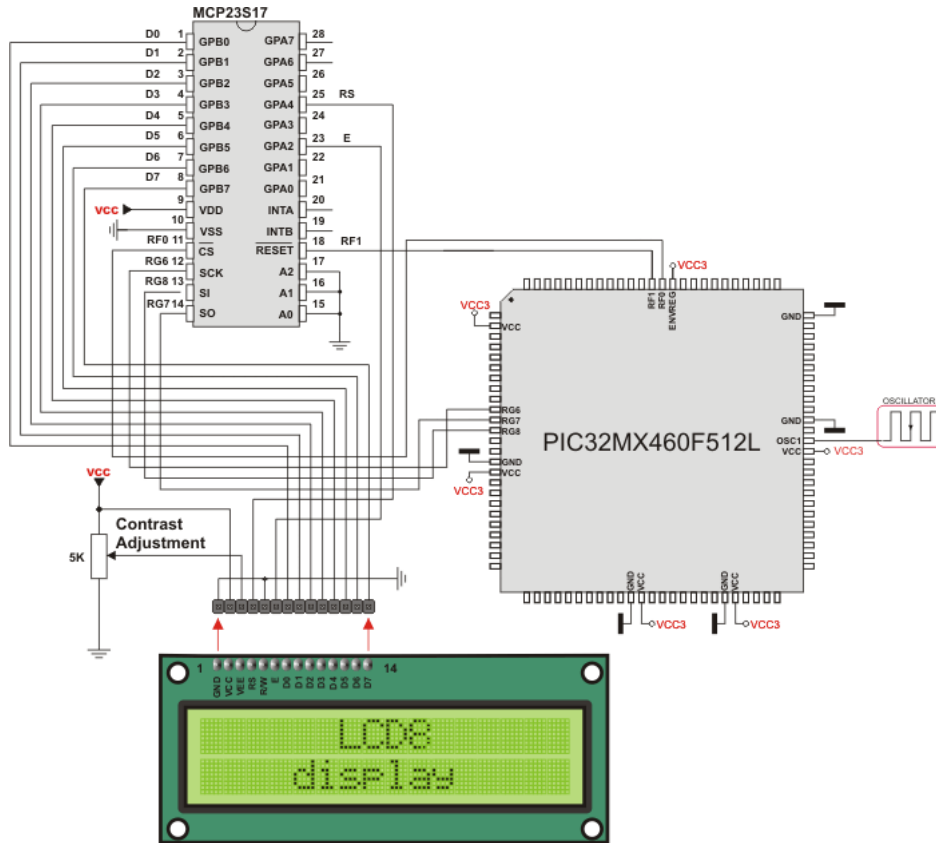 MCP23S17
D0 1 GPB0 GPA7 28
D1 2 GPB1 GPA6 27
D2 3 GPB2 GPA5 26
D3 4 GPB3 GPA4 25 RS
D4 5 GPB4 GPA3 24
D5 6 GPB5 GPA2 23 E
D6 7 GPB6 GPA1 22
D7 8 GPB7 GPA0 21
VCC 9 VDD INTA 20
10 VSS INTB 19
RF0 11 CS RESET 18 RF1
RG6 12 SCK A2 17
RG8 13 SI A1 16
RG7 14 SO A0 15
VCC3
RF1 RF0 ENVREG
VCC3
VCC
GND
RG6
RG7
RG8
GND
VCC
VCC3
PIC32MX460F512L
GND
OSC1
VCC
VCC3
OSCILLATOR
GND VCC
VCC3
GND VCC
VCC3
VCC
Contrast
Adjustment
5K
1 14
GND VCC VEE RS R/W E D0 D1 D2 D3 D4 D5 D6 D7
LCD8
display